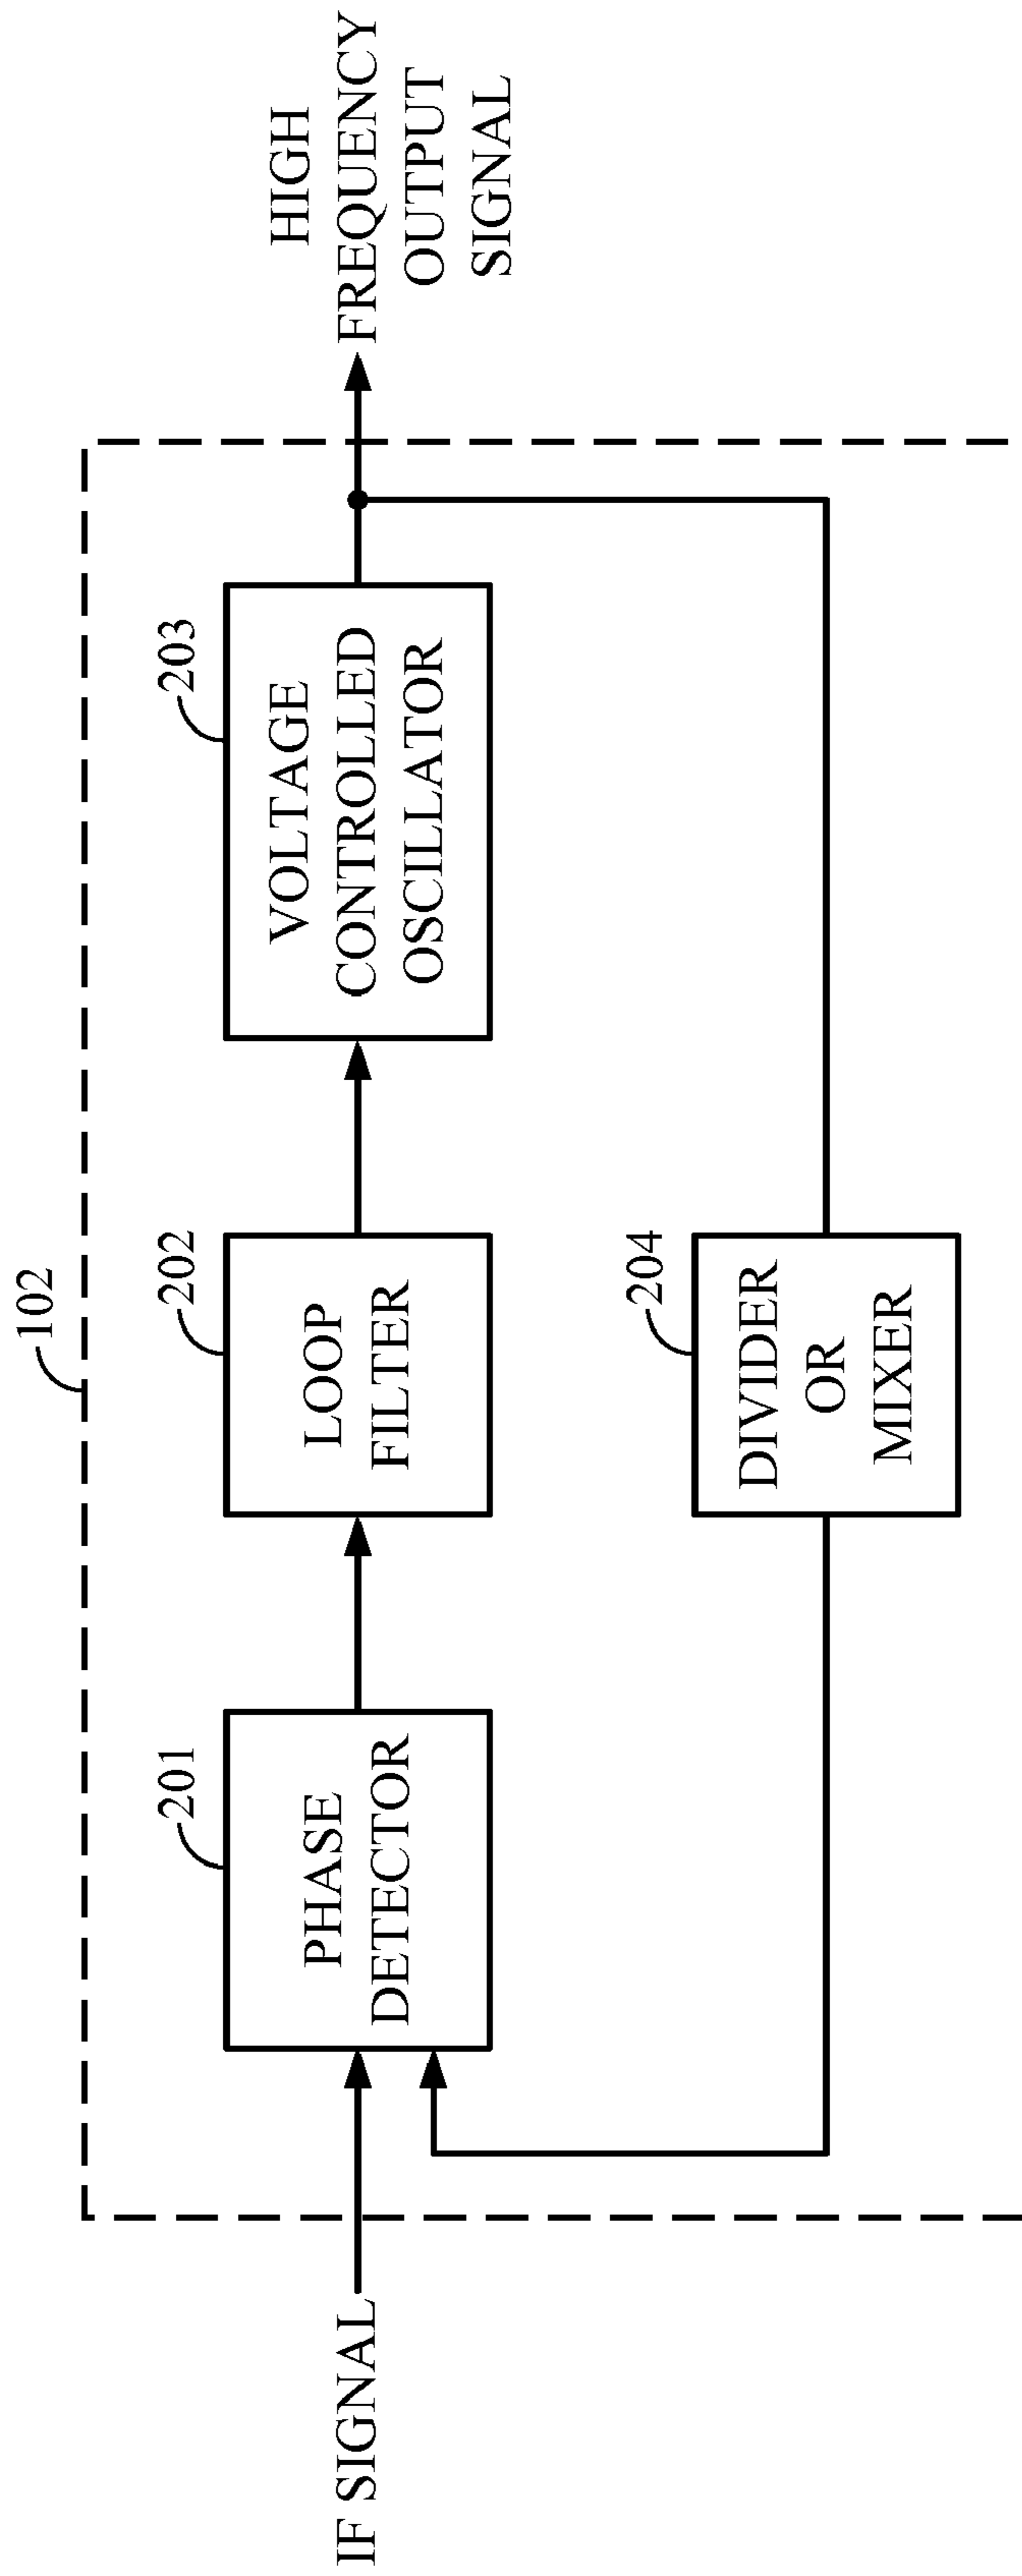 102
201
202
203
IF SIGNAL
PHASE
DETECTOR
LOOP
FILTER
VOLTAGE
CONTROLLED
OSCILLATOR
HIGH
FREQUENCY
OUTPUT
SIGNAL
204
DIVIDER
OR
MIXER